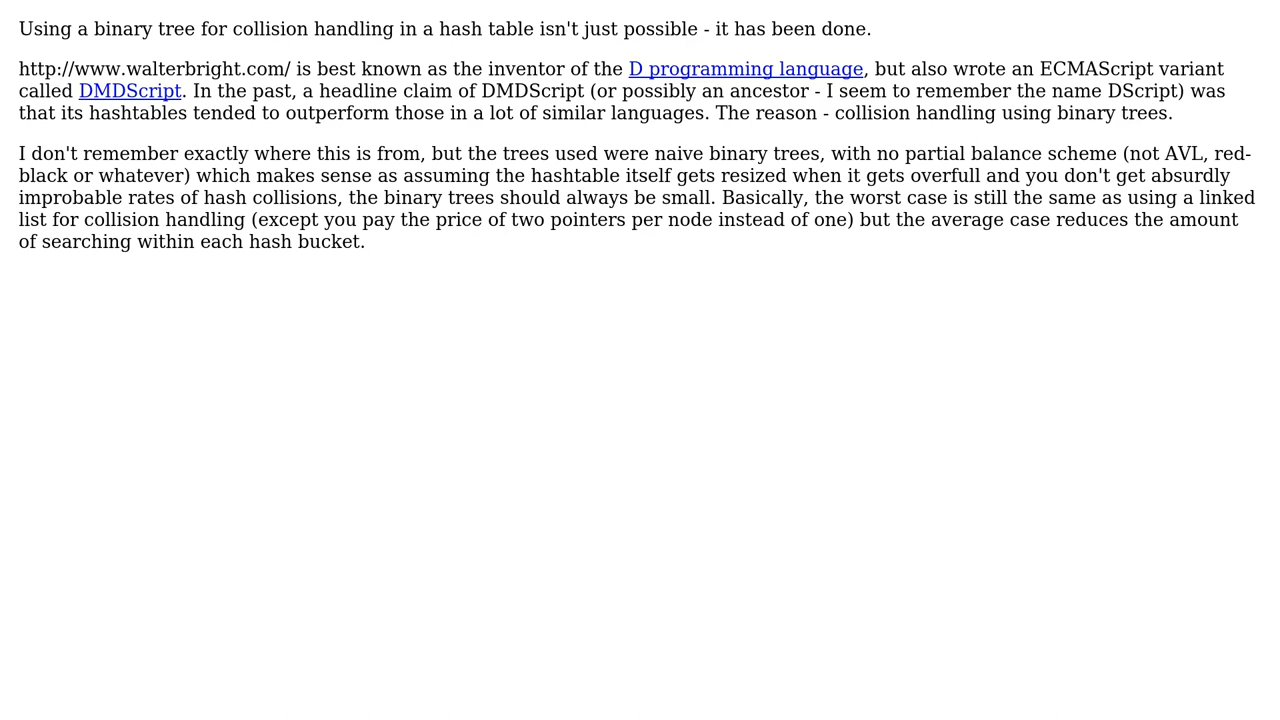 Using a binary tree for collision handling in a hash table isn't just possible - it has been done.
http://www.walterbright.com/ is best known as the inventor of the D programming language, but also wrote an ECMAScript variant
called DMDScript. In the past, a headline claim of DMDScript (or possibly an ancestor - I seem to remember the name DScript) was
that its hashtables tended to outperform those in a lot of similar languages. The reason - collision handling using binary trees.
I don't remember exactly where this is from, but the trees used were naive binary trees, with no partial balance scheme (not AVL, red-
black or whatever) which makes sense as assuming the hashtable itself gets resized when it gets overfull and you don't get absurdly
improbable rates of hash collisions, the binary trees should always be small. Basically, the worst case is still the same as using a linked
list for collision handling (except you pay the price of two pointers per node instead of one) but the average case reduces the amount
of searching within each hash bucket.